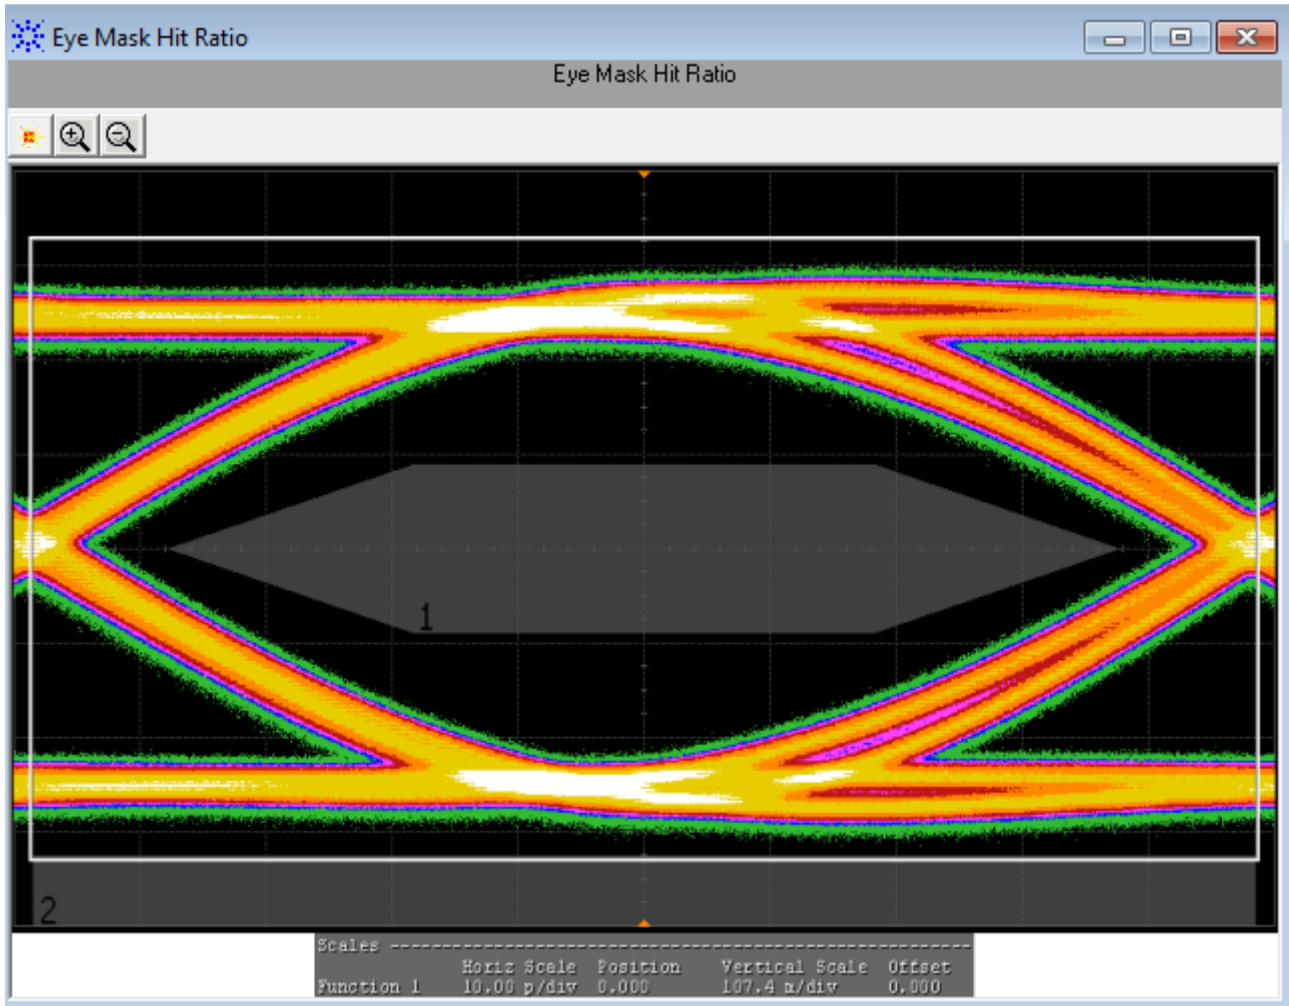 Eye Mask Hit Ratio
Eye Mask Hit Ratio
1
2
Scales
Horiz Scale Position Vertical Scale Offset
Function 1 10.00 p/div 0.000 107.4 m/div 0.000